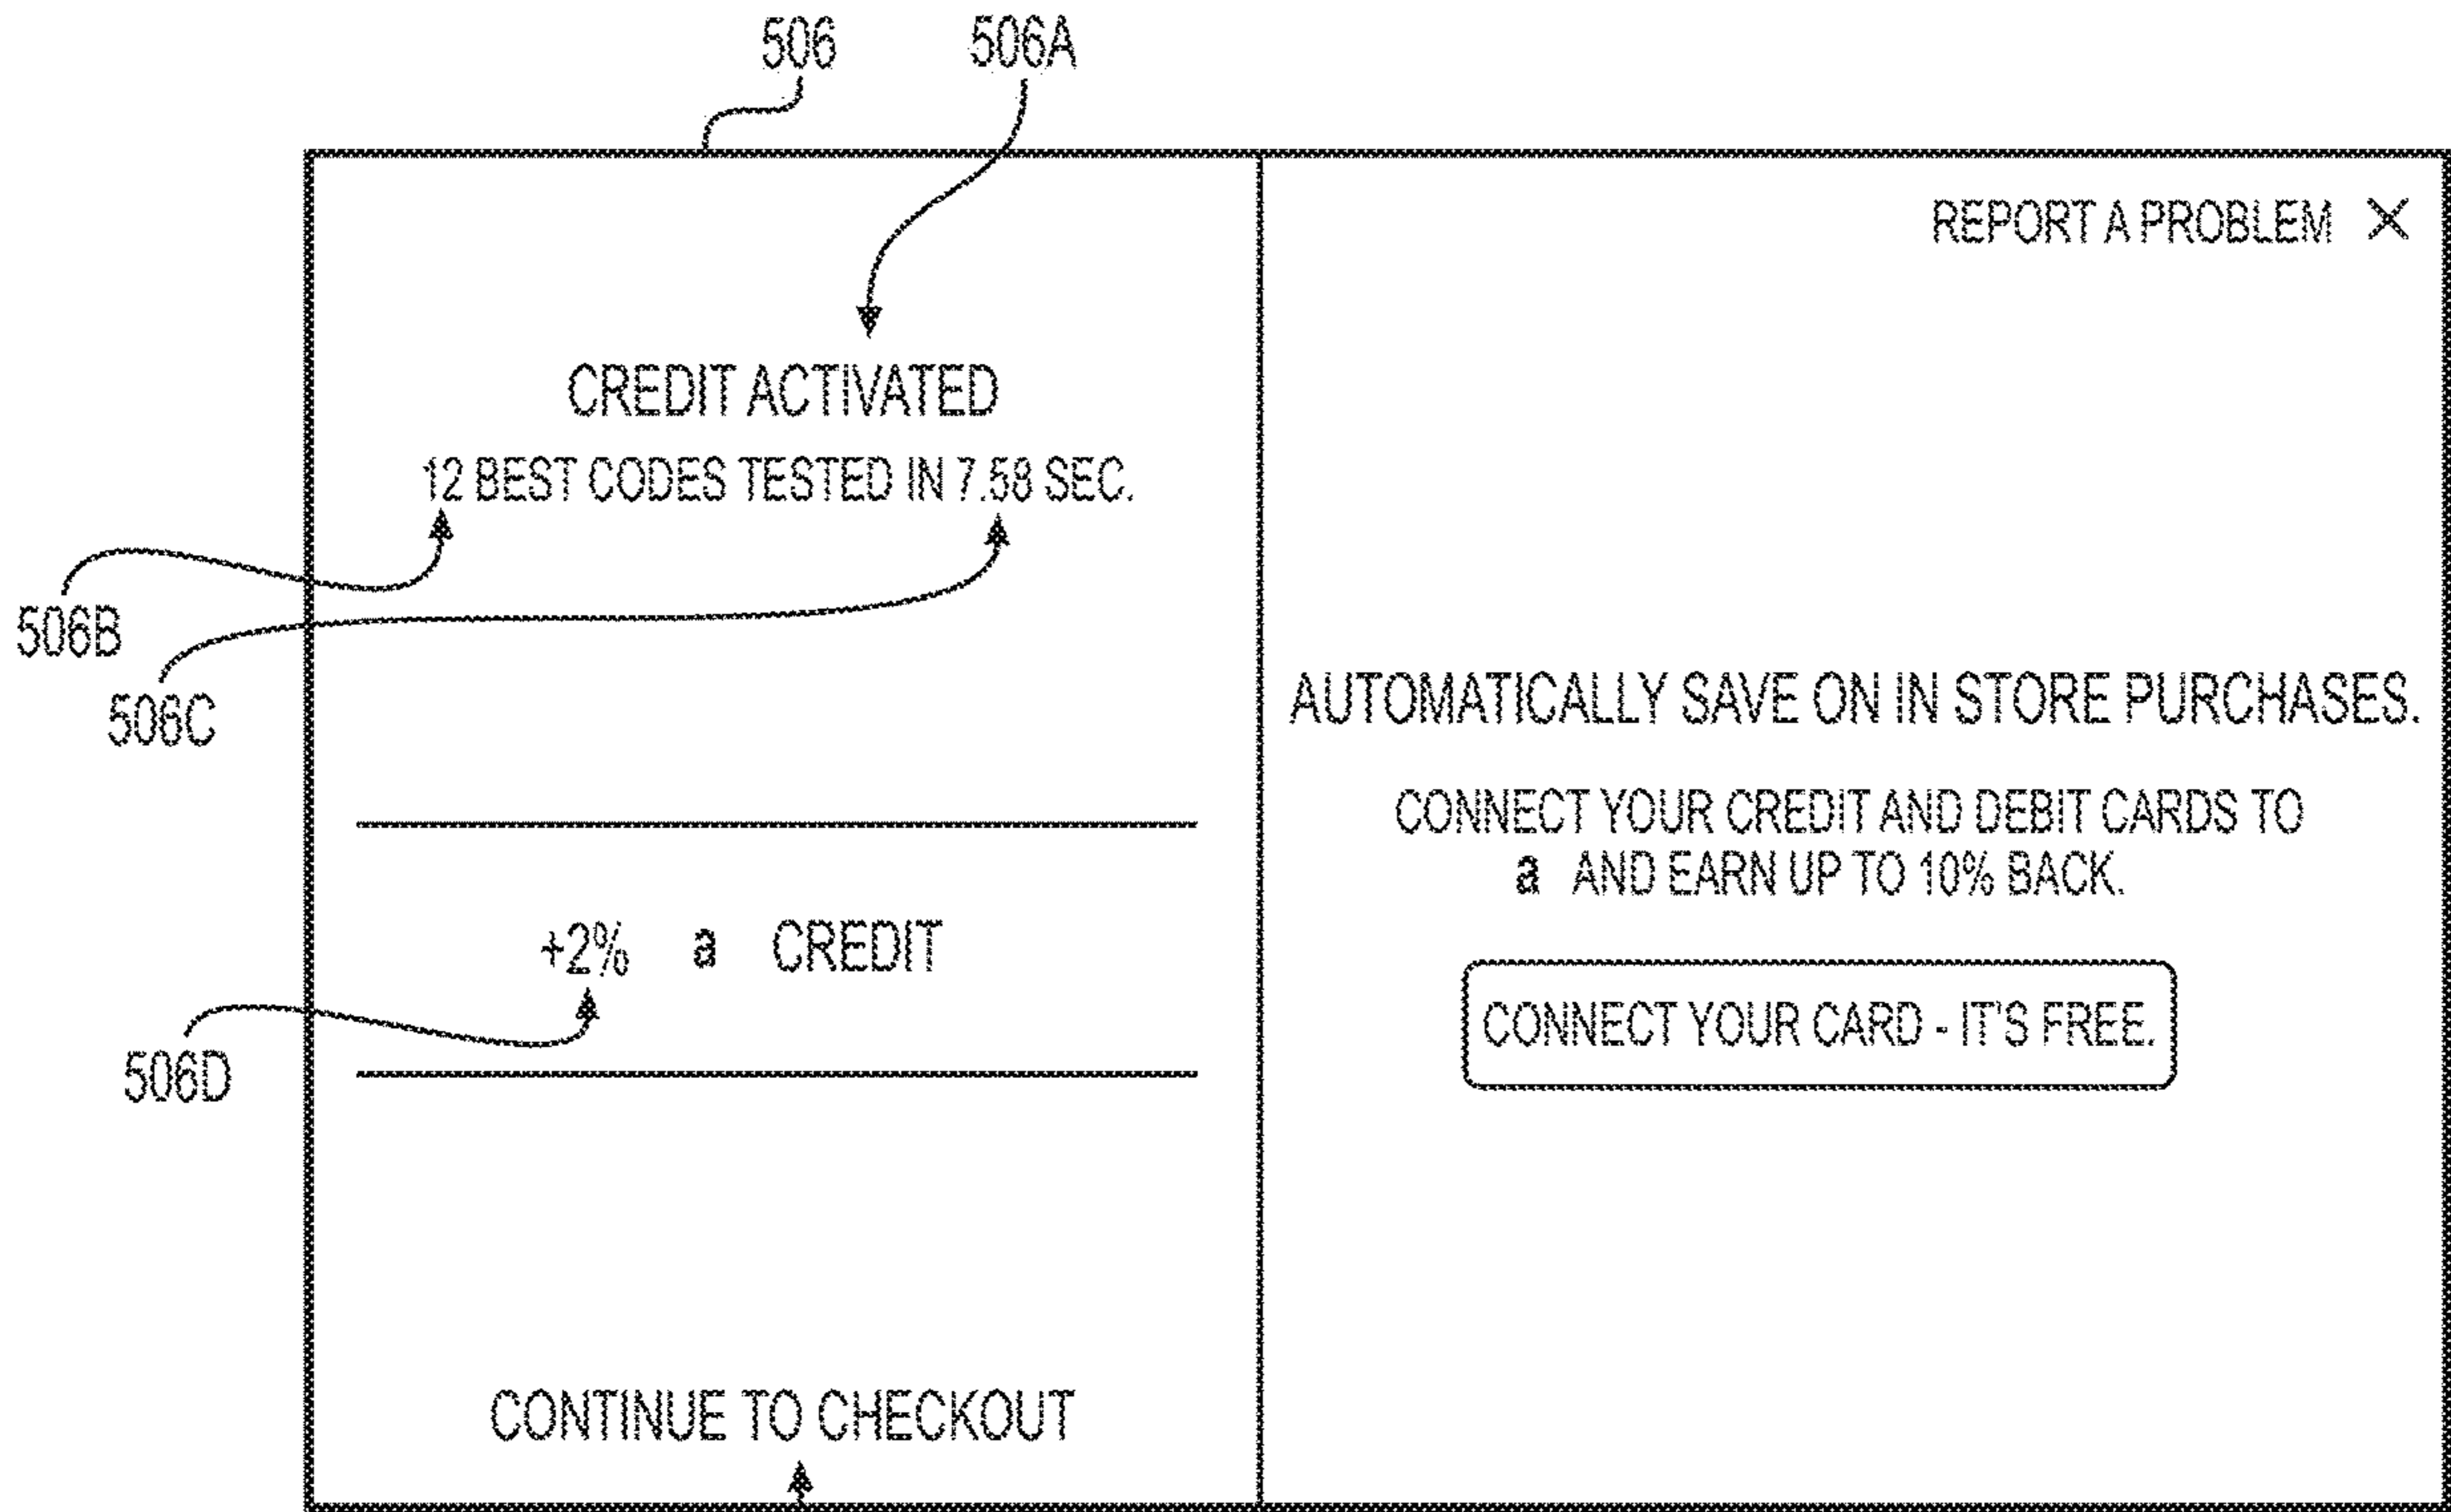 506
506A
REPORT A PROBLEM X
CREDIT ACTIVATED
12 BEST CODES TESTED IN 7.58 SEC.
506B
506C
+2% a CREDIT
506D
CONTINUE TO CHECKOUT
AUTOMATICALLY SAVE ON IN STORE PURCHASES.
CONNECT YOUR CREDIT AND DEBIT CARDS TO
a AND EARN UP TO 10% BACK.
CONNECT YOUR CARD - IT'S FREE.